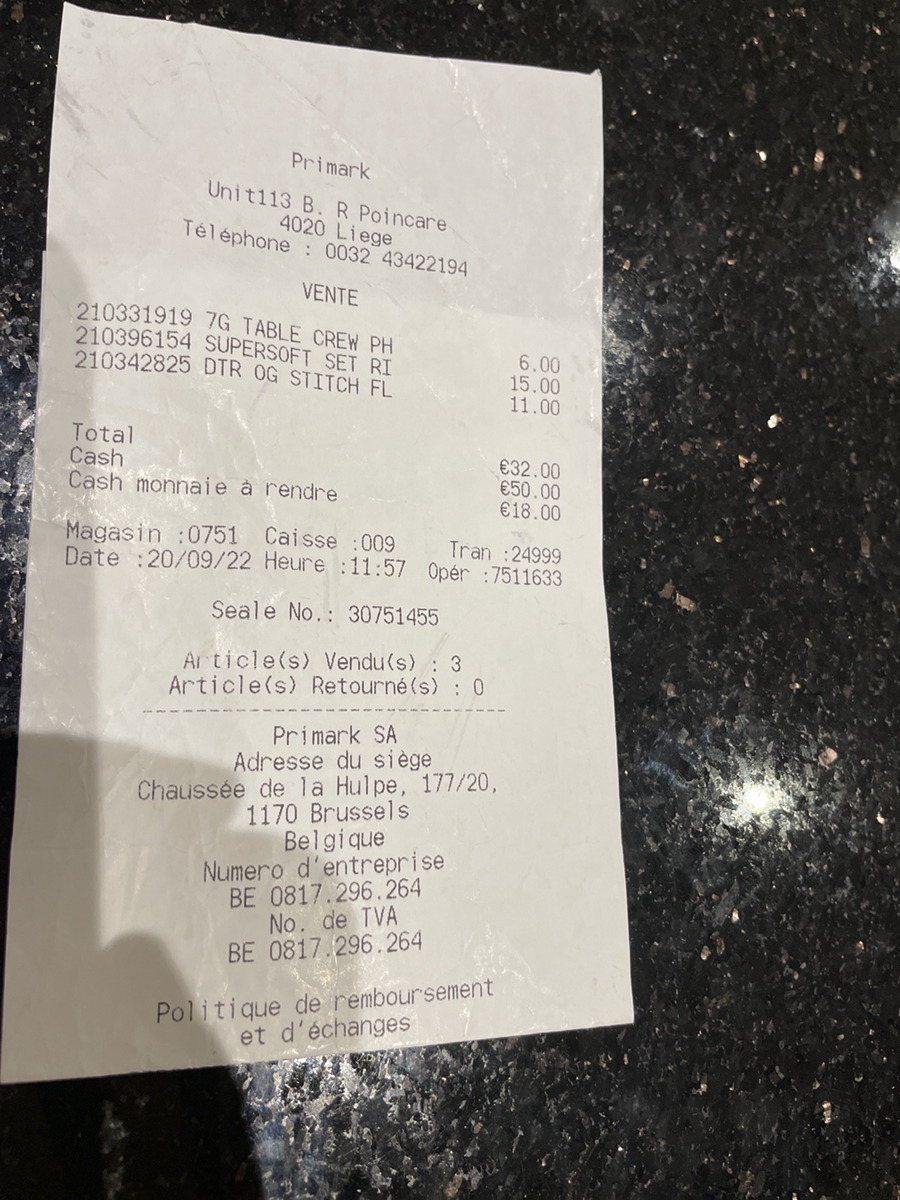 Primark
Unit113 B. R Poincare
4020 Liege
Téléphone : 0032 43422194
VENTE
210331919 7G TABLE CREW PH 6.00
210396154 SUPERSOFT SET RI 15.00
210342825 DTR OG STITCH FL 11.00
Total €32.00
Cash €50.00
Cash monnaie à rendre €18.00
Magasin :0751 Caisse :009 Tran :24999
Date :20/09/22 Heure :11:57 Opér :7511633
Seale No.: 30751455
Article(s) Vendu(s) : 3
Article(s) Retourné(s) : 0
Primark SA
Adresse du siège
Chaussée de la Hulpe, 177/20,
1170 Brussels
Belgique
Numero d'entreprise
BE 0817.296.264
No. de TVA
BE 0817.296.264
Politique de remboursement
et d'échanges